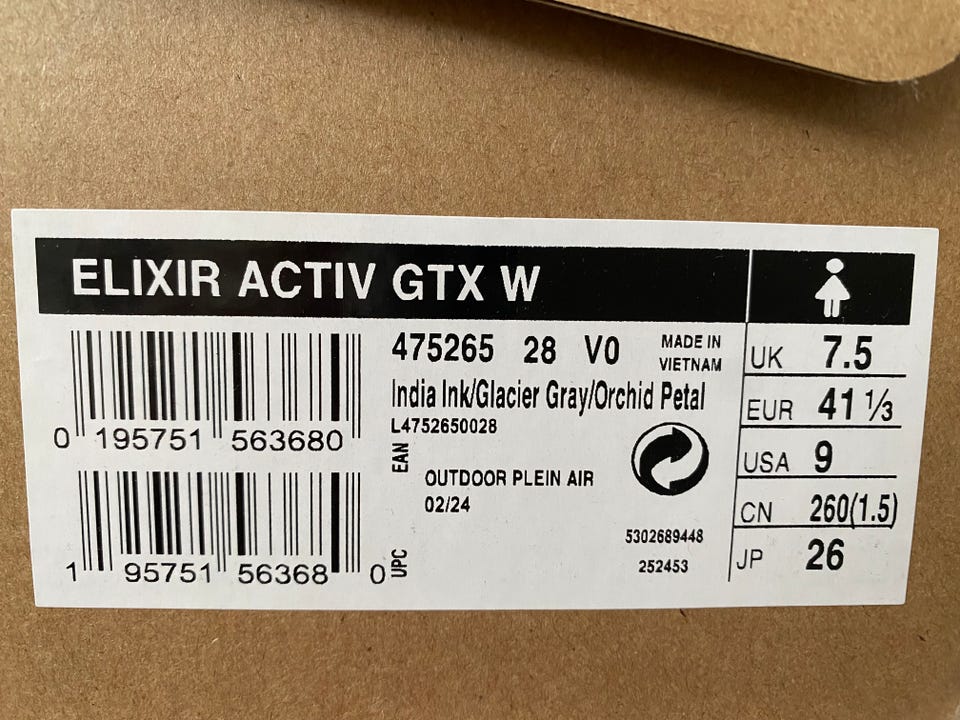 ELIXIR ACTIV GTX W
0 195751 563680
1 95751 56368 0
475265 28 V0
MADE IN
VIETNAM
India Ink/Glacier Gray/Orchid Petal
L4752650028
EAN
OUTDOOR PLEIN AIR
02/24
5302689448
252453
UPC
UK 7.5
EUR 41 ⅓
USA 9
CN 260(1.5)
JP 26